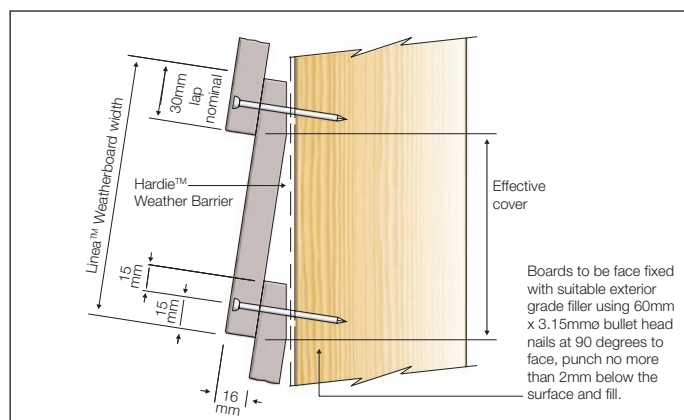 30mm
lap
nominal
Linea™ Weatherboard width
Hardie™
Weather Barrier
Effective
cover
15
mm
15
mm
16
mm
Boards to be face fixed
with suitable exterior
grade filler using 60mm
x 3.15mmø bullet head
nails at 90 degrees to
face, punch no more
than 2mm below the
surface and fill.